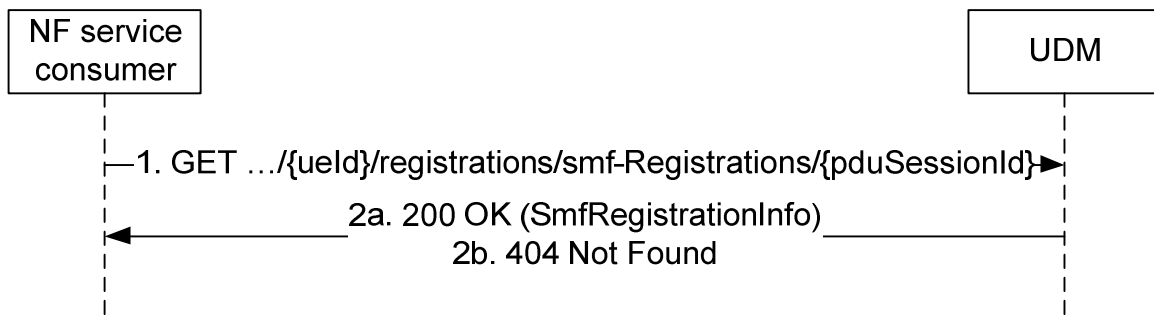 NF service
consumer
UDM
1. GET …/{ueId}/registrations/smf-Registrations/{pduSessionId}
2a. 200 OK (SmfRegistrationInfo)
2b. 404 Not Found